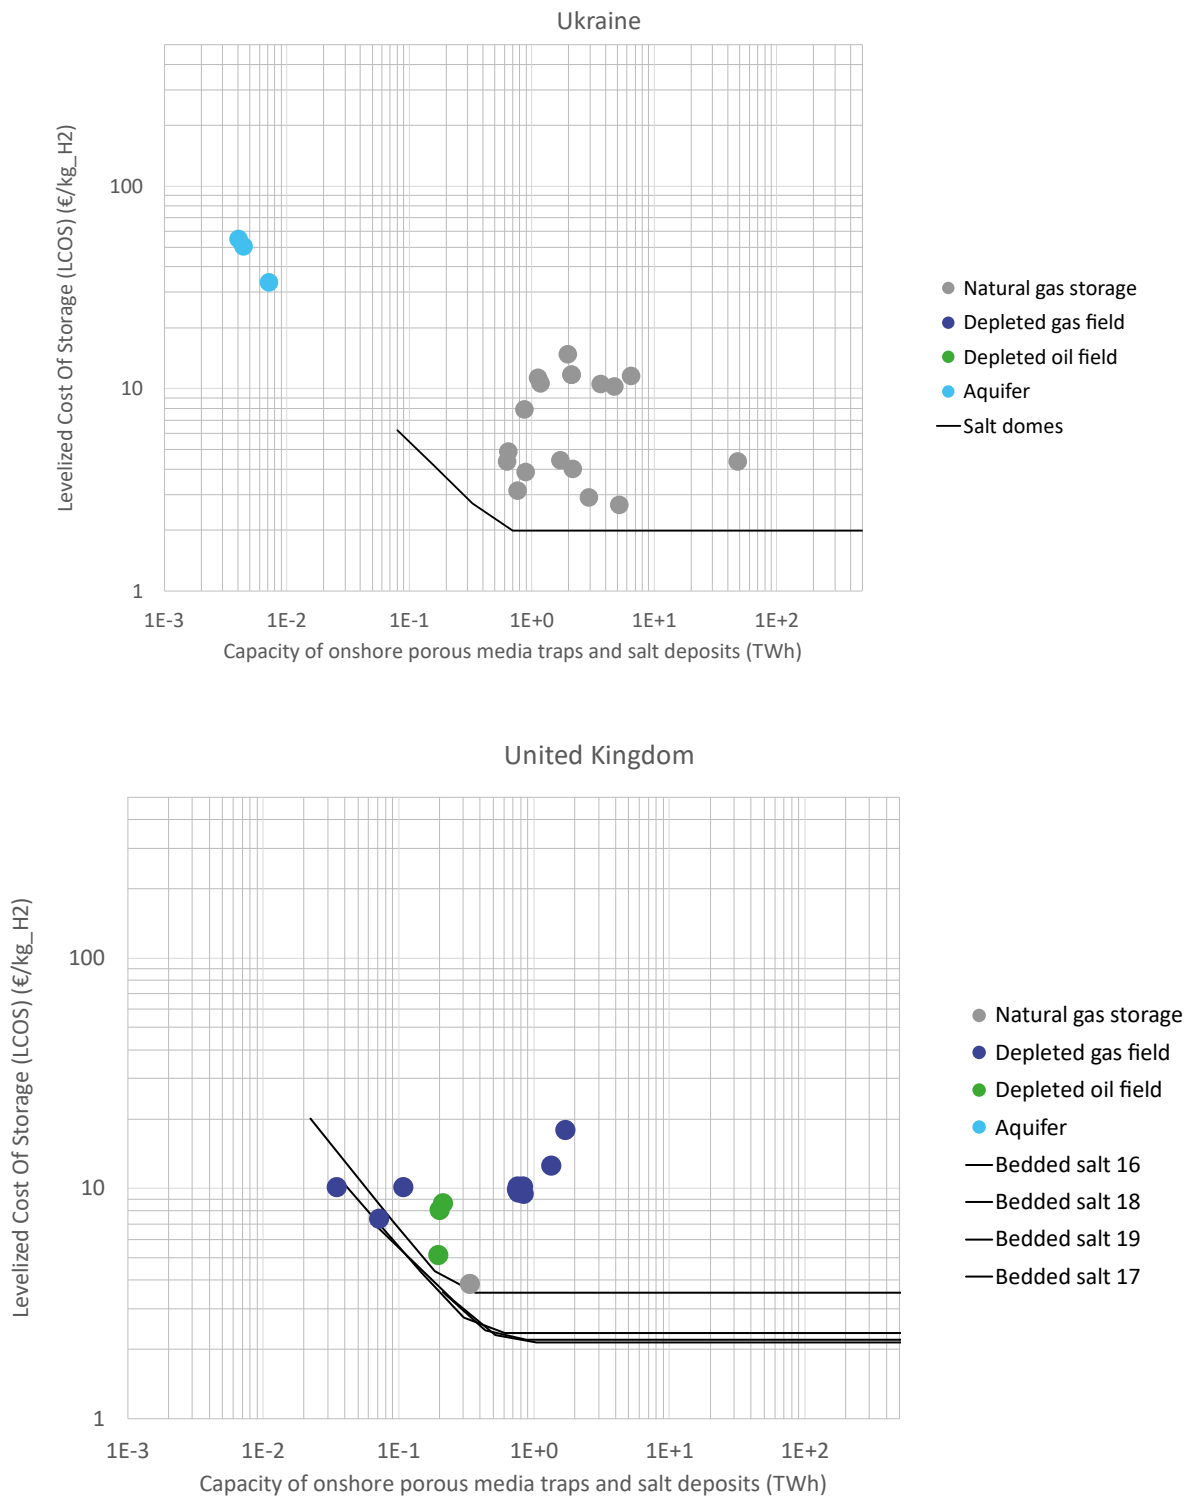 Ukraine
Levelized Cost Of Storage (LCOS) (€/kg_H2)
100
10
1
1E-3 1E-2 1E-1 1E+0 1E+1 1E+2
Capacity of onshore porous media traps and salt deposits (TWh)
Natural gas storage
Depleted gas field
Depleted oil field
Aquifer
Salt domes
United Kingdom
Levelized Cost Of Storage (LCOS) (€/kg_H2)
100
10
1
1E-3 1E-2 1E-1 1E+0 1E+1 1E+2
Capacity of onshore porous media traps and salt deposits (TWh)
Natural gas storage
Depleted gas field
Depleted oil field
Aquifer
Bedded salt 16
Bedded salt 18
Bedded salt 19
Bedded salt 17